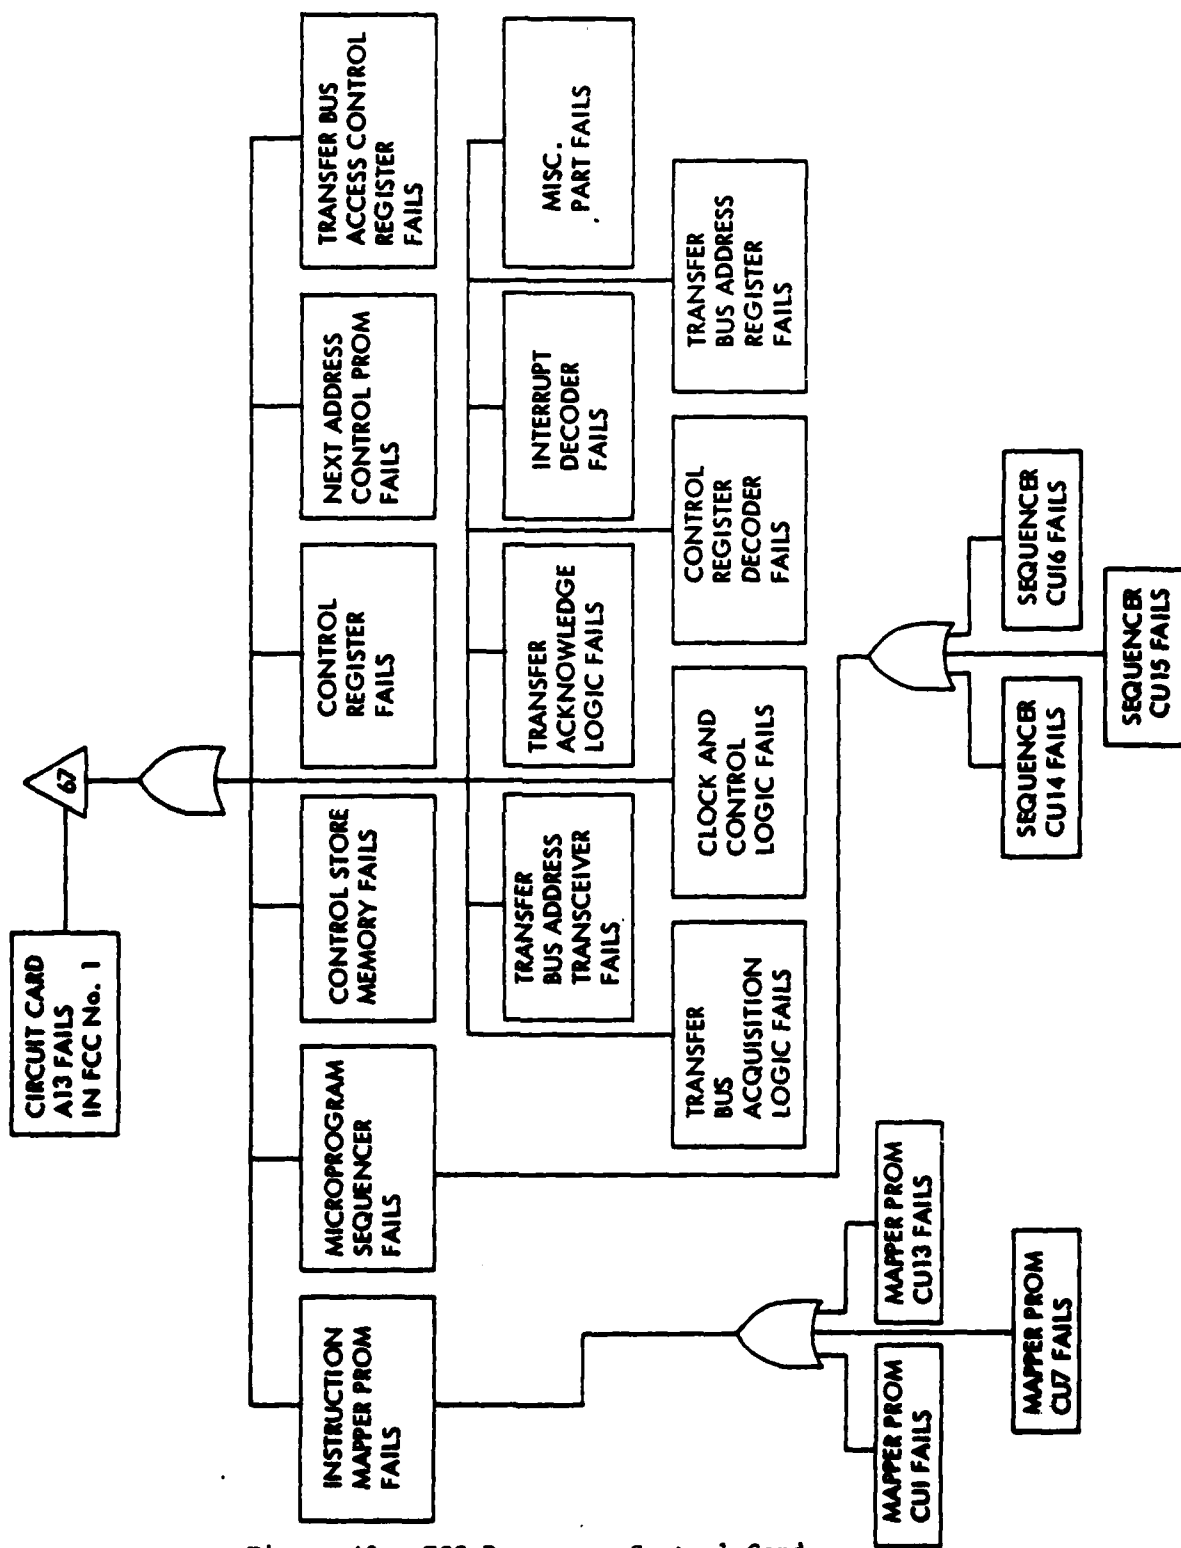 CIRCUIT CARD
A13 FAILS
IN FCC No. 1
67
INSTRUCTION
MAPPER PROM
FAILS
MICROPROGRAM
SEQUENCER
FAILS
CONTROL STORE
MEMORY FAILS
CONTROL
REGISTER
FAILS
NEXT ADDRESS
CONTROL PROM
FAILS
TRANSFER BUS
ACCESS CONTROL
REGISTER
FAILS
TRANSFER
BUS ADDRESS
TRANSCEIVER
FAILS
TRANSFER
ACKNOWLEDGE
LOGIC FAILS
INTERRUPT
DECODER
FAILS
MISC.
PART FAILS
TRANSFER
BUS
ACQUISITION
LOGIC FAILS
CLOCK AND
CONTROL
LOGIC FAILS
CONTROL
REGISTER
DECODER
FAILS
TRANSFER
BUS ADDRESS
REGISTER
FAILS
MAPPER PROM
CU1 FAILS
MAPPER PROM
CU13 FAILS
MAPPER PROM
CU7 FAILS
SEQUENCER
CU14 FAILS
SEQUENCER
CU16 FAILS
SEQUENCER
CU15 FAILS
Figure Control Card